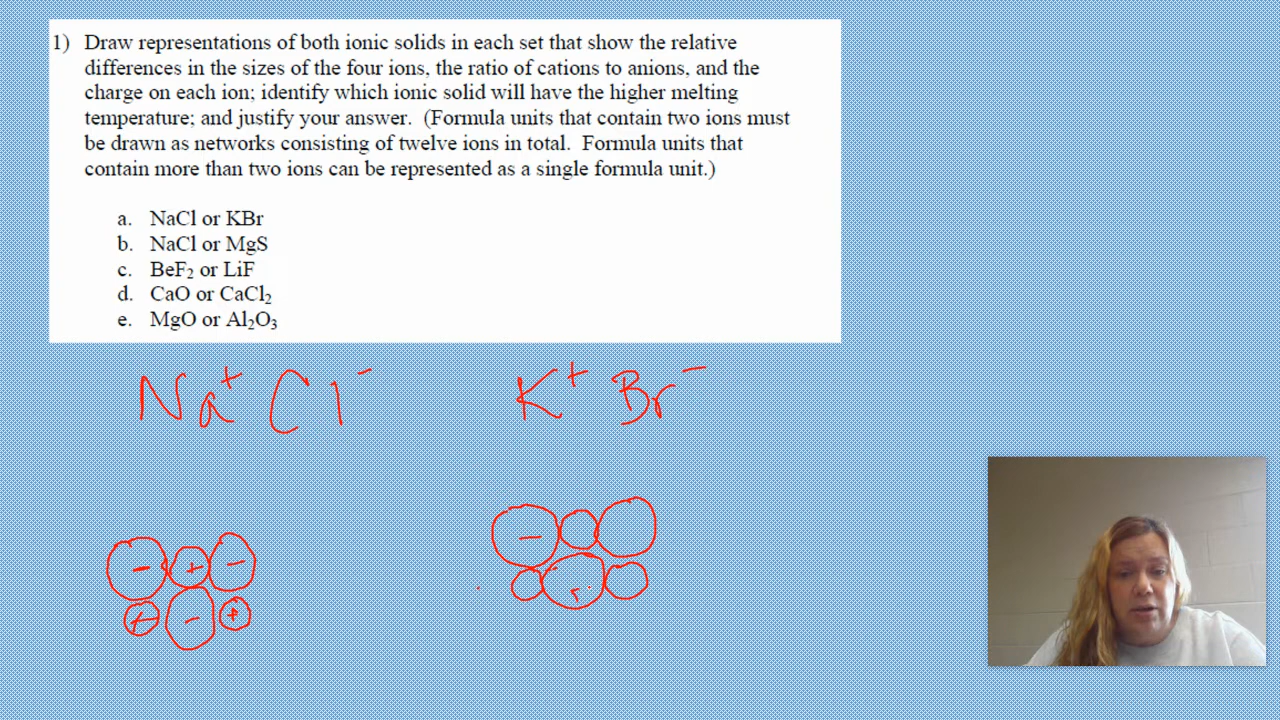 1) Draw representations of both ionic solids in each set that show the relative
differences in the sizes of the four ions, the ratio of cations to anions, and the
charge on each ion; identify which ionic solid will have the higher melting
temperature; and justify your answer. (Formula units that contain two ions must
be drawn as networks consisting of twelve ions in total. Formula units that
contain more than two ions can be represented as a single formula unit.)
a. NaCl or KBr
b. NaCl or MgS
c. BeF₂ or LiF
d. CaO or CaCl₂
e. MgO or Al₂O₃
Na⁺ Cl⁻ K⁺ Br⁻
−
− + −
+ − +